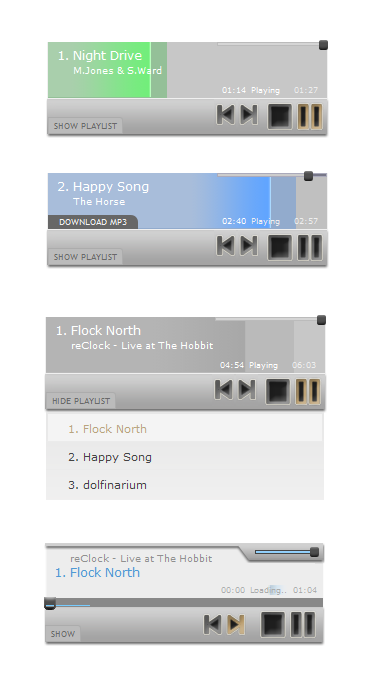 1. Night Drive
M.Jones & S.Ward
01:14 Playing 01:27
SHOW PLAYLIST
2. Happy Song
The Horse
DOWNLOAD MP3 02:40 Playing 02:57
SHOW PLAYLIST
1. Flock North
reClock - Live at The Hobbit
04:54 Playing 06:03
HIDE PLAYLIST
1. Flock North
2. Happy Song
3. dolfinarium
reClock - Live at The Hobbit
1. Flock North
00:00 Loading.. 01:04
SHOW